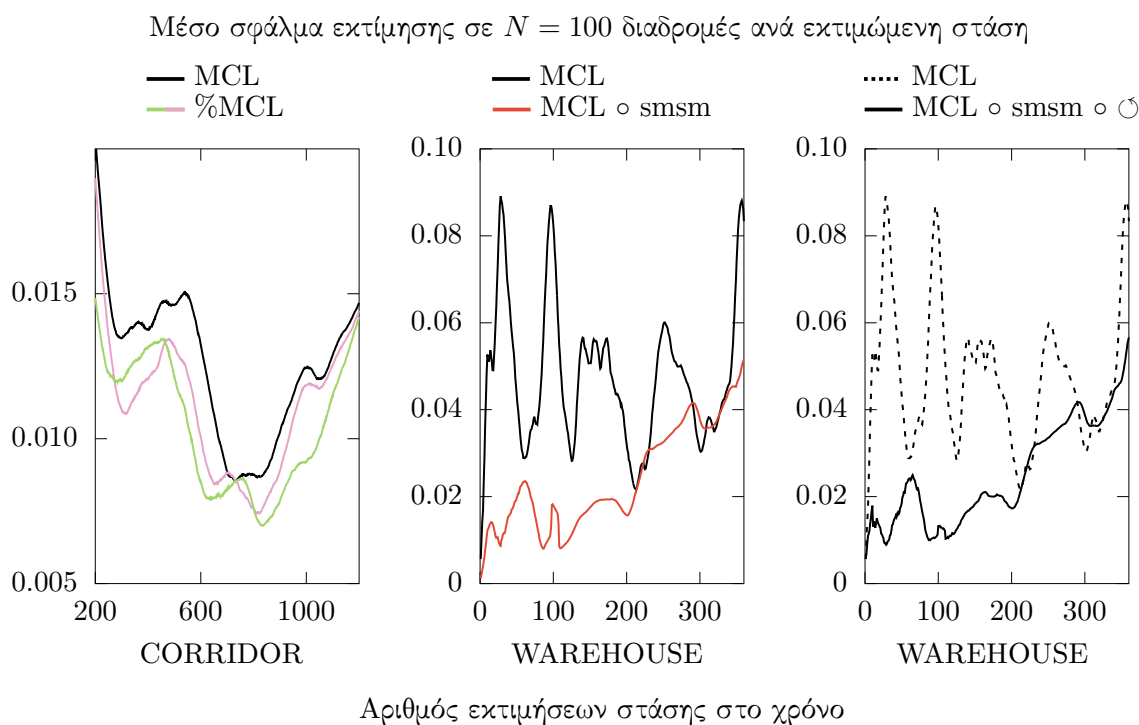 Μέσο σφάλμα εκτίμησης σε N = 100 διαδρομές ανά εκτιμώμενη στάση
MCL
%MCL
MCL
MCL ∘ smsm
MCL
MCL ∘ smsm ∘ ↺
0.015
0.010
0.005
200 600 1000
CORRIDOR
0.10
0.08
0.06
0.04
0.02
0
0 100 200 300
WAREHOUSE
0.10
0.08
0.06
0.04
0.02
0
0 100 200 300
WAREHOUSE
Αριθμός εκτιμήσεων στάσης στο χρόνο